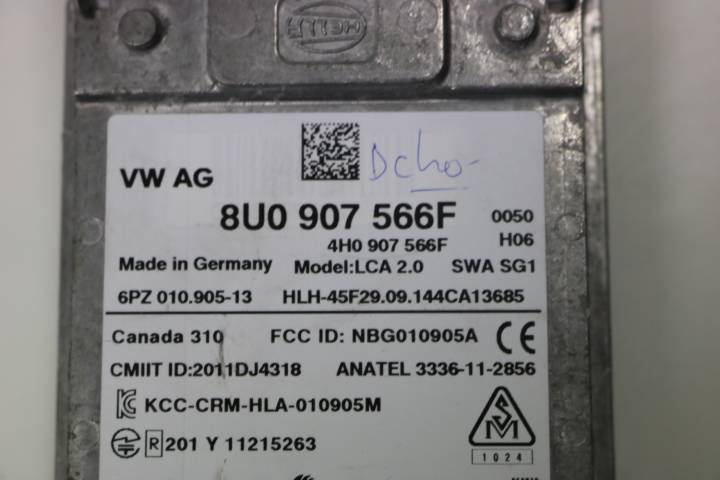 HELLA
VW AG
8U0 907 566F 0050
4H0 907 566F H06
Made in Germany Model:LCA 2.0 SWA SG1
6PZ 010.905-13 HLH-45F29.09.144CA13685
Canada 310 FCC ID: NBG010905A CE
CMIIT ID:2011DJ4318 ANATEL 3336-11-2856
KCC-CRM-HLA-010905M
R 201 Y 11215263
S M
1024